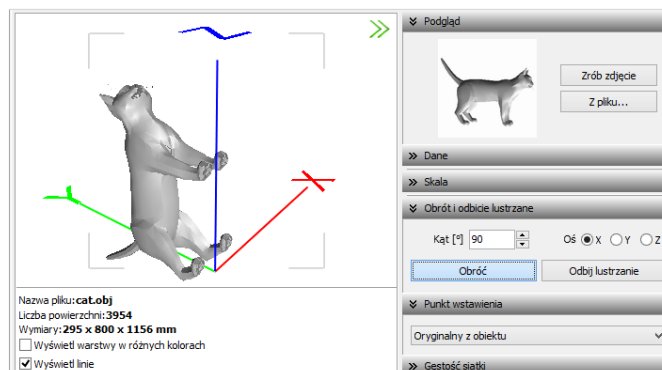 Podgląd
Zrób zdjęcie
Z pliku...
Dane
Skala
Obrót i odbicie lustrzane
Kąt [°] 90 Oś X Y Z
Obróć Odbij lustrzanie
Punkt wstawienia
Oryginalny z obiektu
Gęstość siatki
Z
Y
X
Nazwa pliku:cat.obj
Liczba powierzchni:3954
Wymiary:295 x 800 x 1156 mm
Wyświetl warstwy w różnych kolorach
Wyświetl linie